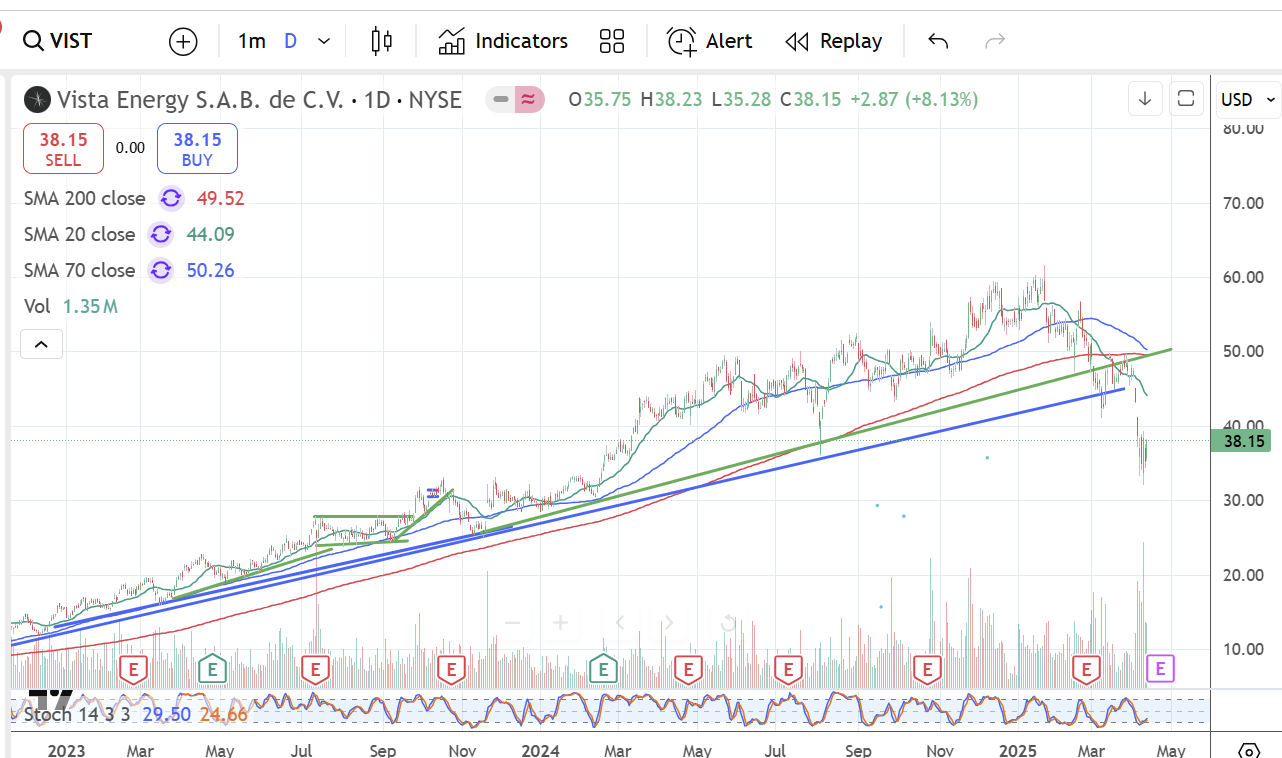 VIST
1m D
Indicators
Alert
Replay
Vista Energy S.A.B. de C.V. · 1D · NYSE
O35.75 H38.23 L35.28 C38.15 +2.87 (+8.13%)
USD
38.15
SELL
0.00
38.15
BUY
SMA 200 close 49.52
SMA 20 close 44.09
SMA 70 close 50.26
Vol 1.35 M
80.00
70.00
60.00
50.00
40.00
38.15
30.00
20.00
10.00
E E E E E E E E E E
Stoch 14 3 3 29.50 24.66
2023 Mar May Jul Sep Nov 2024 Mar May Jul Sep Nov 2025 Mar May